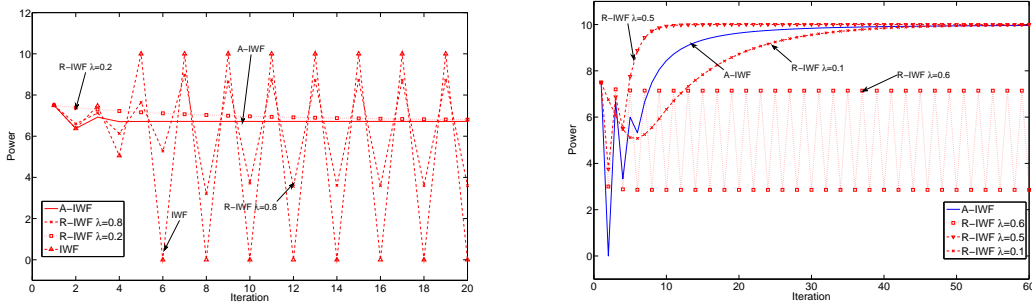 12
10
8
6
4
2
0
Power
0
2
4
6
8
10
12
14
16
18
20
Iteration
R-IWF λ=0.2
A-IWF
IWF
R-IWF λ=0.8
A-IWF
R-IWF λ=0.8
R-IWF λ=0.2
IWF
10
8
6
4
2
0
Power
0
10
20
30
40
50
60
Iteration
R-IWF λ=0.5
A-IWF
R-IWF λ=0.1
R-IWF λ=0.6
A-IWF
R-IWF λ=0.6
R-IWF λ=0.5
R-IWF λ=0.1